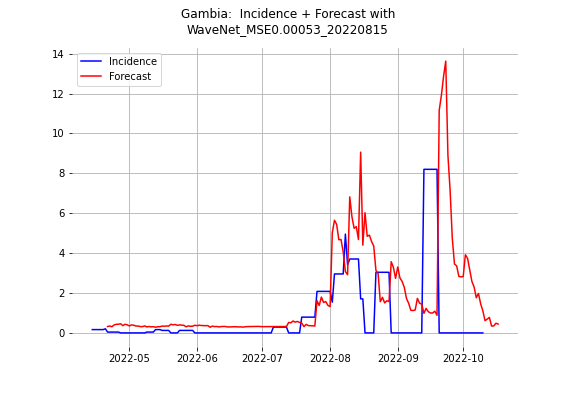 Gambia:  Incidence + Forecast with
WaveNet_MSE0.00053_20220815
14
12
10
8
6
4
2
0
Incidence
Forecast
2022-05 2022-06 2022-07 2022-08 2022-09 2022-10